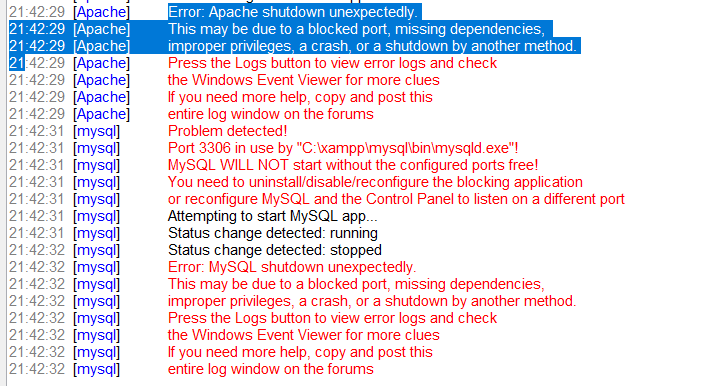 21:42:29 [Apache] Error: Apache shutdown unexpectedly.
21:42:29 [Apache] This may be due to a blocked port, missing dependencies,
21:42:29 [Apache] improper privileges, a crash, or a shutdown by another method.
21:42:29 [Apache] Press the Logs button to view error logs and check
21:42:29 [Apache] the Windows Event Viewer for more clues
21:42:29 [Apache] If you need more help, copy and post this
21:42:29 [Apache] entire log window on the forums
21:42:31 [mysql] Problem detected!
21:42:31 [mysql] Port 3306 in use by "C:\xampp\mysql\bin\mysqld.exe"!
21:42:31 [mysql] MySQL WILL NOT start without the configured ports free!
21:42:31 [mysql] You need to uninstall/disable/reconfigure the blocking application
21:42:31 [mysql] or reconfigure MySQL and the Control Panel to listen on a different port
21:42:31 [mysql] Attempting to start MySQL app...
21:42:31 [mysql] Status change detected: running
21:42:32 [mysql] Status change detected: stopped
21:42:32 [mysql] Error: MySQL shutdown unexpectedly.
21:42:32 [mysql] This may be due to a blocked port, missing dependencies,
21:42:32 [mysql] improper privileges, a crash, or a shutdown by another method.
21:42:32 [mysql] Press the Logs button to view error logs and check
21:42:32 [mysql] the Windows Event Viewer for more clues
21:42:32 [mysql] If you need more help, copy and post this
21:42:32 [mysql] entire log window on the forums